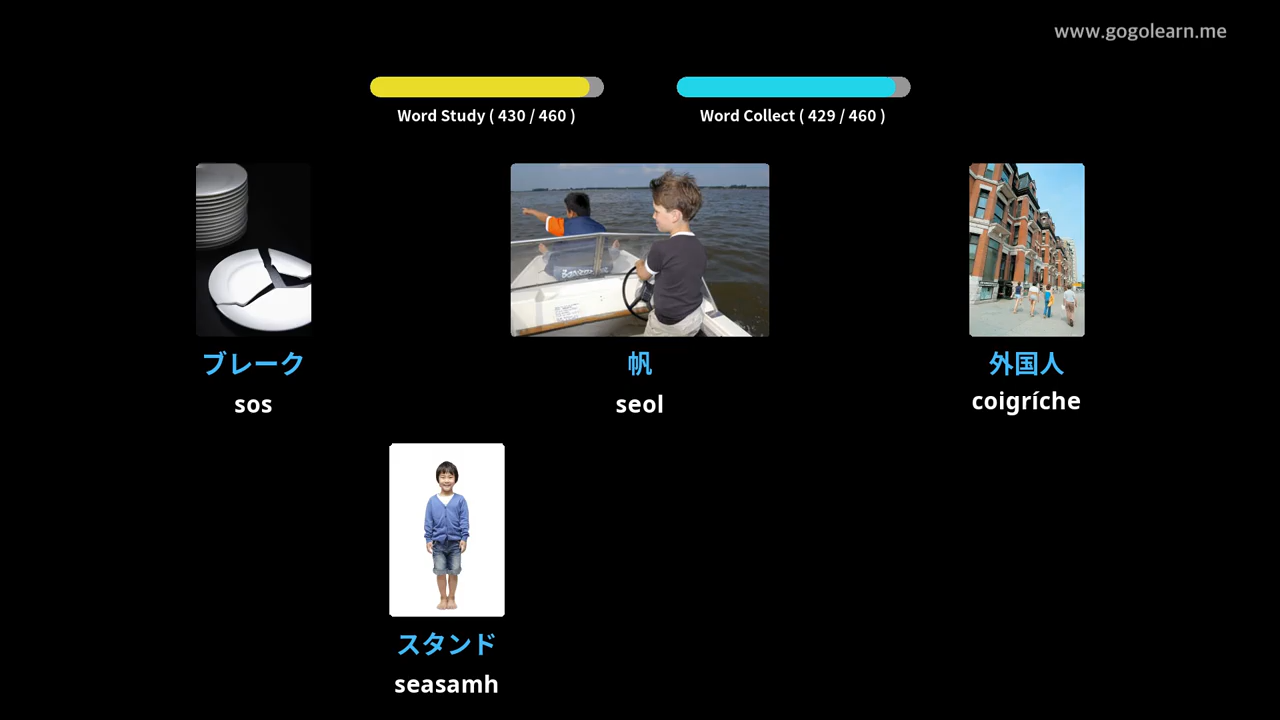 www.gogolearn.me
Word Study ( 430 / 460 )
Word Collect ( 429 / 460 )
ブレーク
sos
帆
seol
外国人
coigríche
スタンド
seasamh